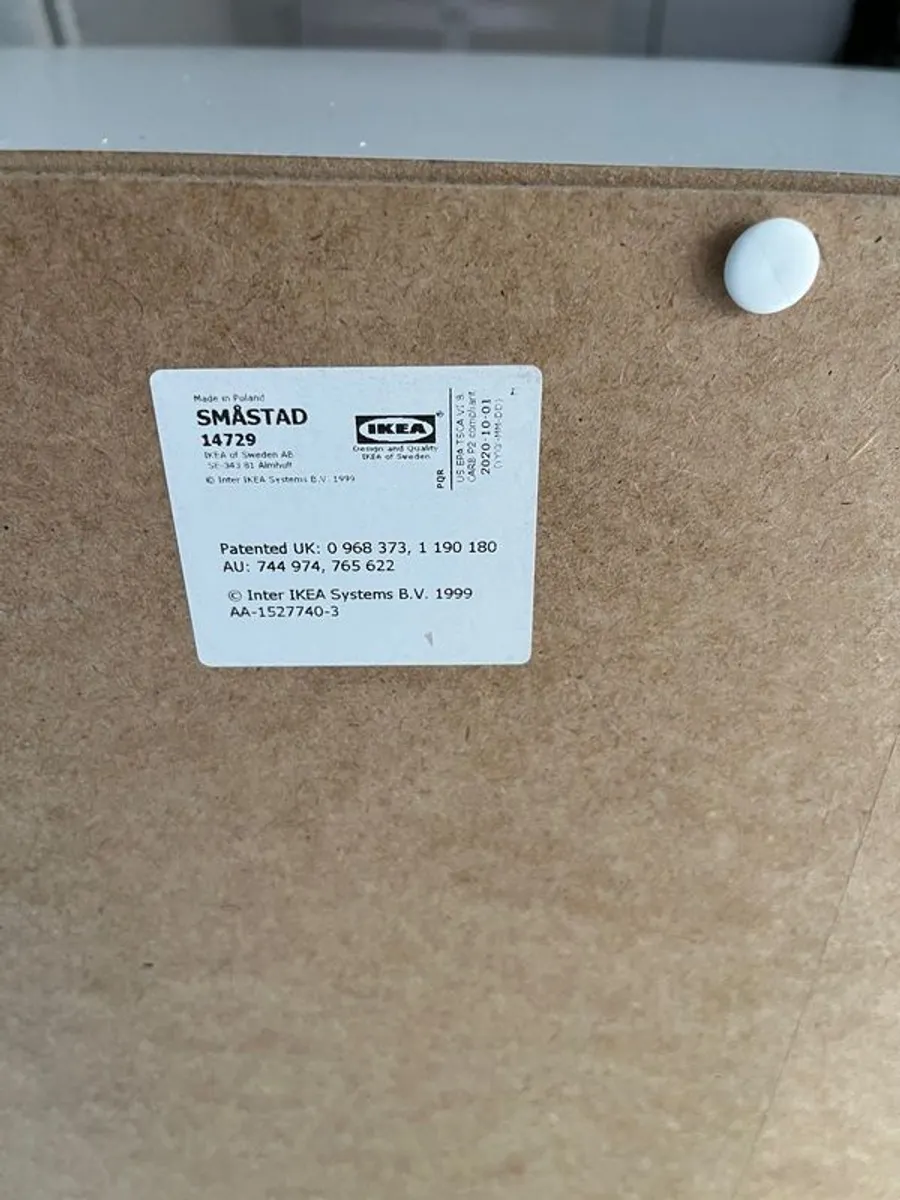 Made in Poland
SMÅSTAD
14729
IKEA of Sweden AB
SE-343 81 Älmhult
© Inter IKEA Systems B.V. 1999
IKEA®
Design and Quality
IKEA of Sweden
PQR
US EPA TSCA VI &
CARB P2 compliant
2020-10-01
(YYYY-MM-DD)
Patented UK: 0 968 373, 1 190 180
AU: 744 974, 765 622
© Inter IKEA Systems B.V. 1999
AA-1527740-3